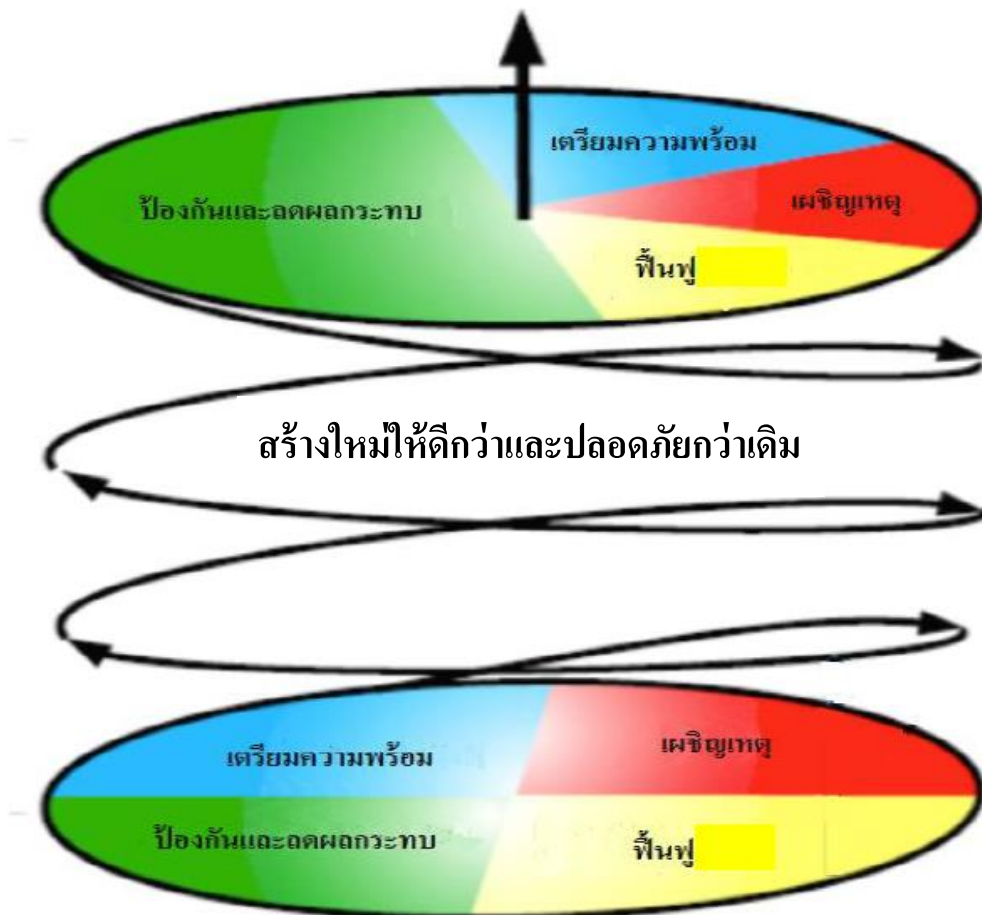 เตรียมความพร้อม
เผชิญเหตุ
ป้องกันและลดผลกระทบ
ฟื้นฟู
สร้างใหม่ให้ดีกว่าและปลอดภัยกว่าเดิม
เตรียมความพร้อม
เผชิญเหตุ
ป้องกันและลดผลกระทบ
ฟื้นฟู